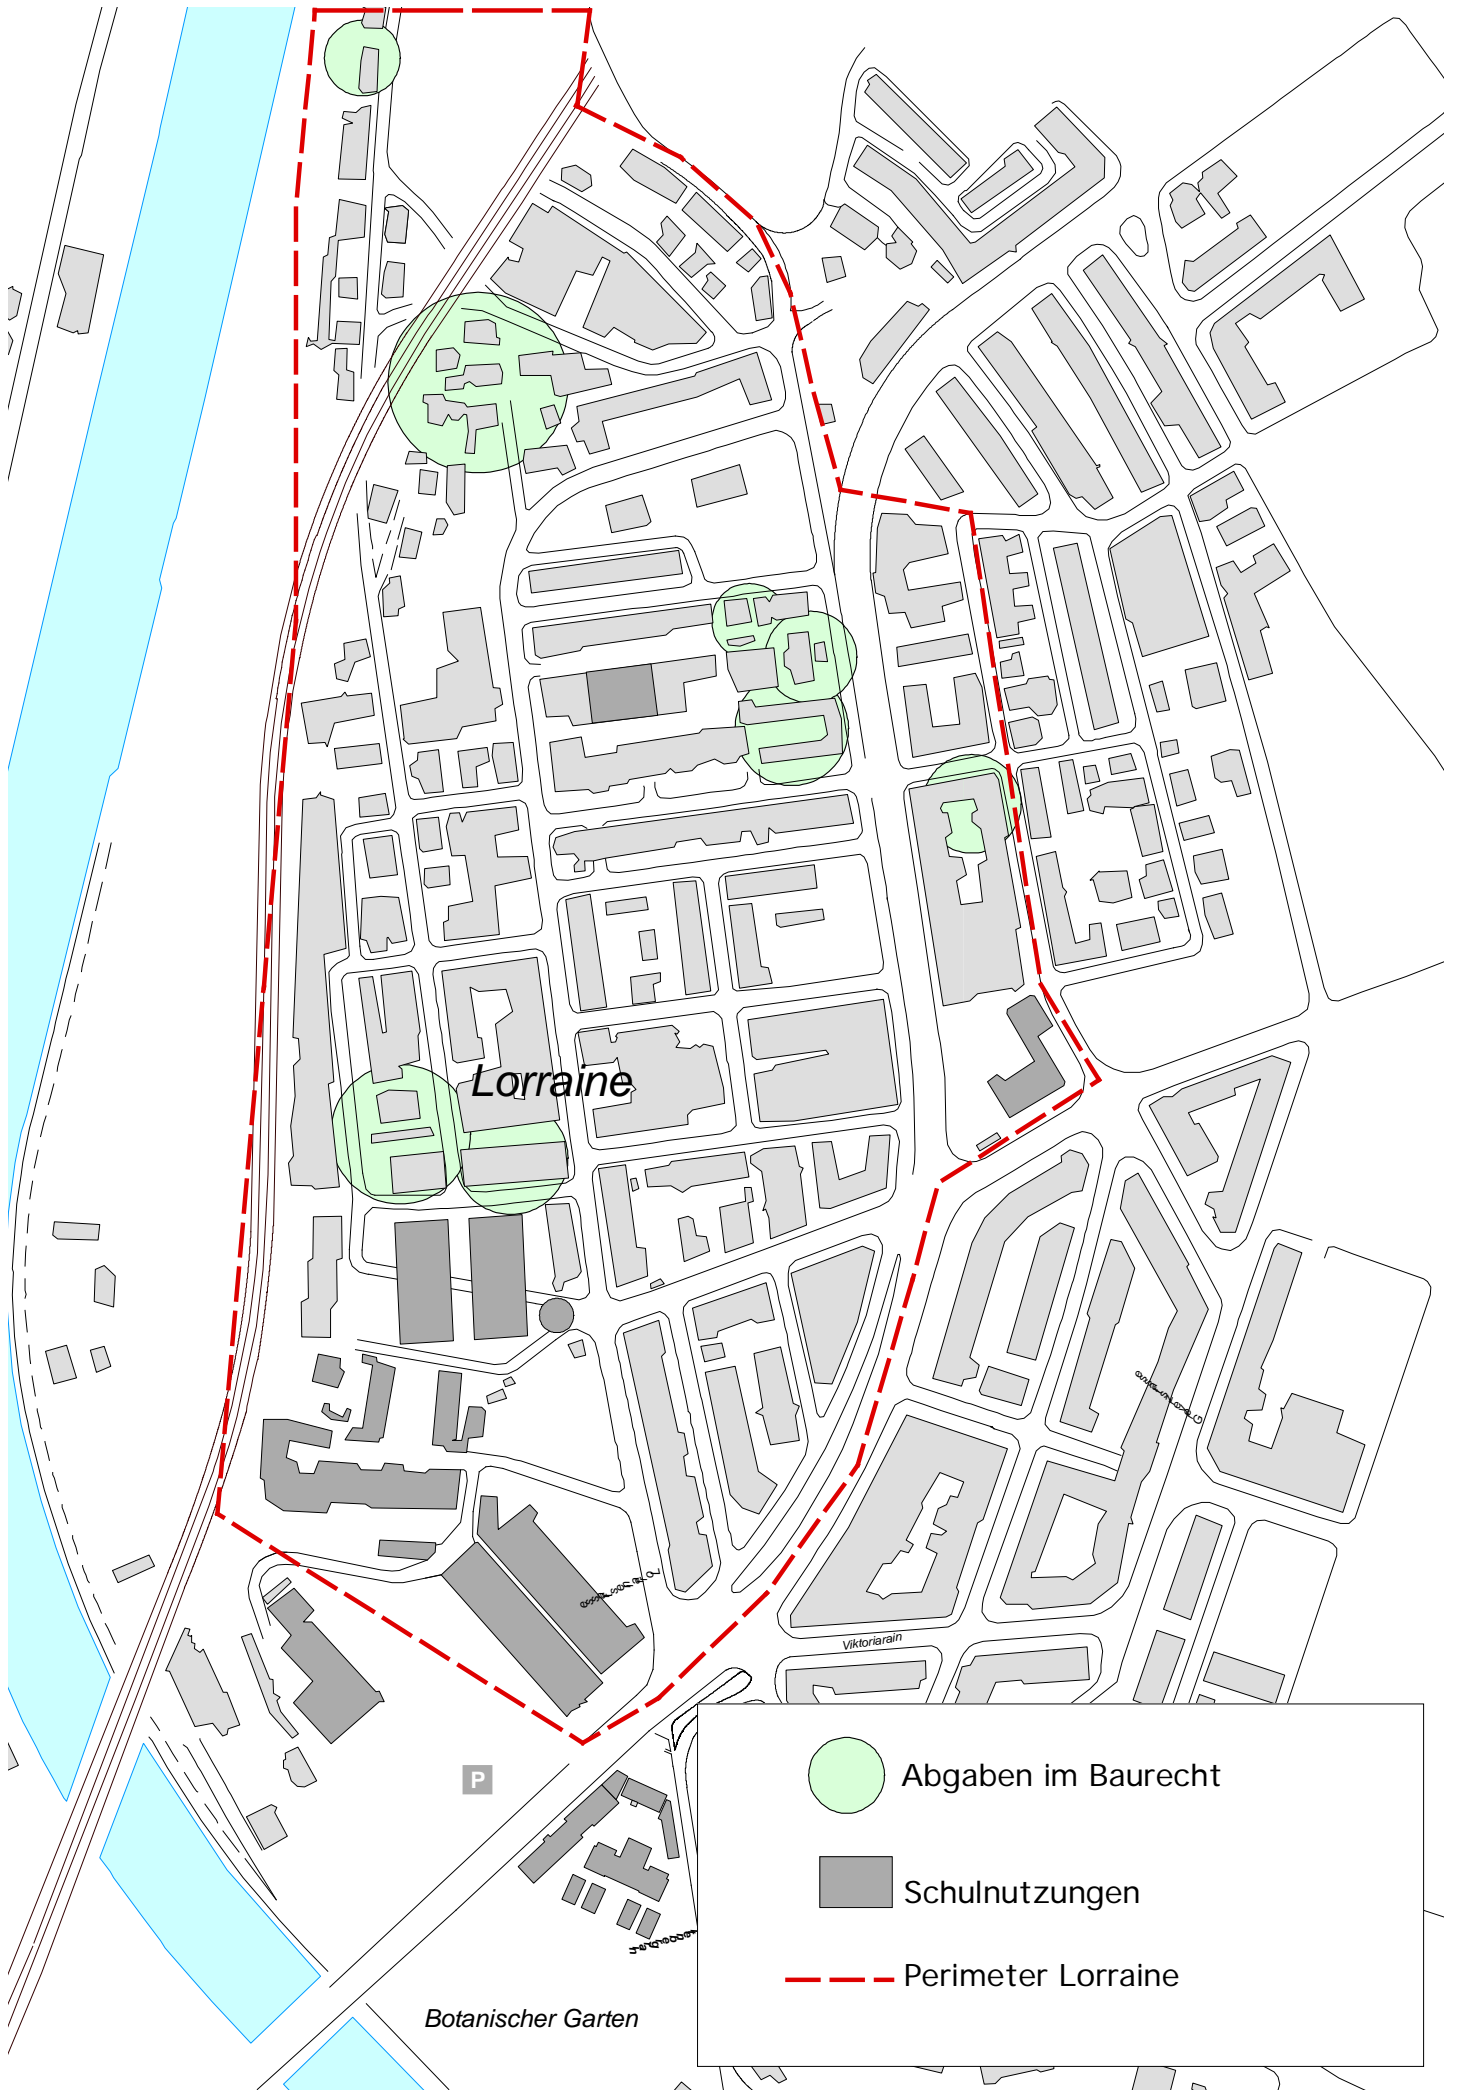 Lorraine
Viktoriarain
P
Abgaben im Baurecht
Schulnutzungen
Perimeter Lorraine
Botanischer Garten